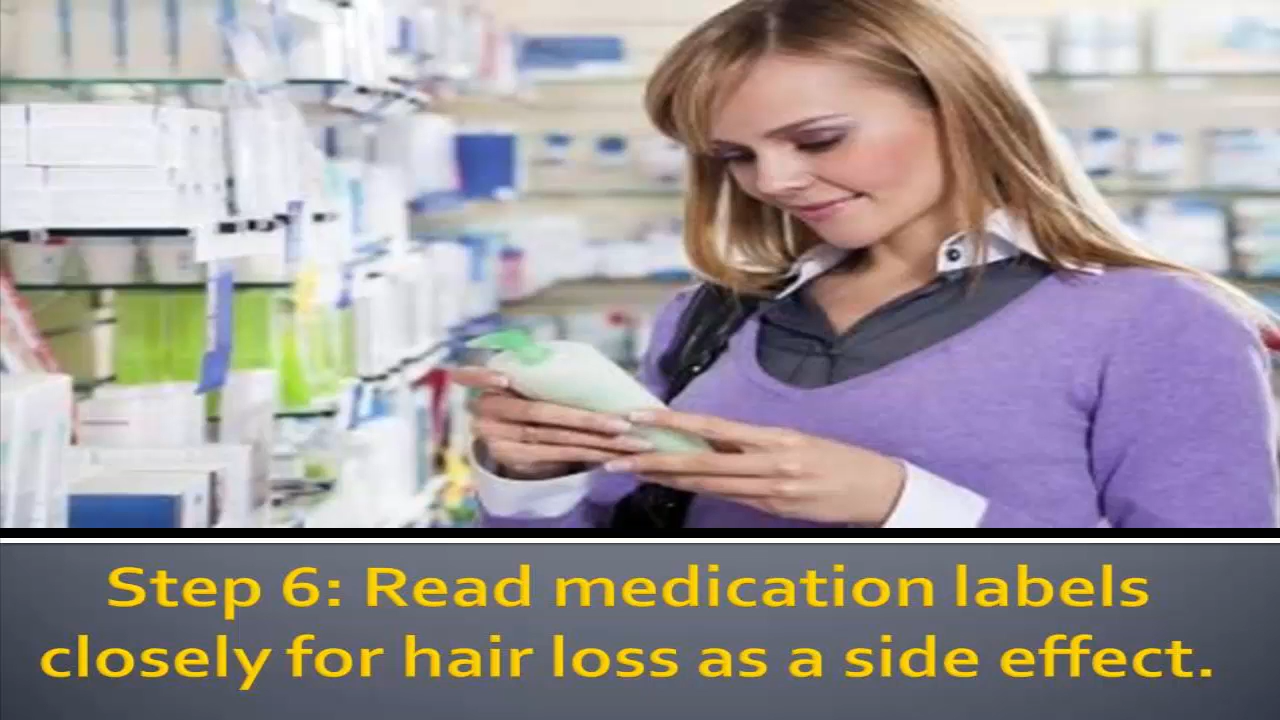 Step 6: Read medication labels
closely for hair loss as a side effect.